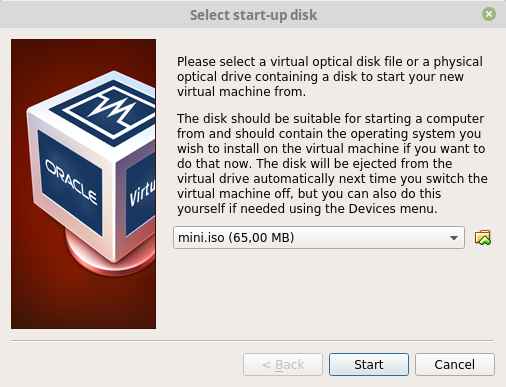 Select start-up disk
Please select a virtual optical disk file or a physical
optical drive containing a disk to start your new
virtual machine from.
The disk should be suitable for starting a computer
from and should contain the operating system you
wish to install on the virtual machine if you want to
do that now. The disk will be ejected from the
virtual drive automatically next time you switch the
virtual machine off, but you can also do this
yourself if needed using the Devices menu.
ORACLE
Virtu
mini.iso (65,00 MB)
< Back
Start
Cancel